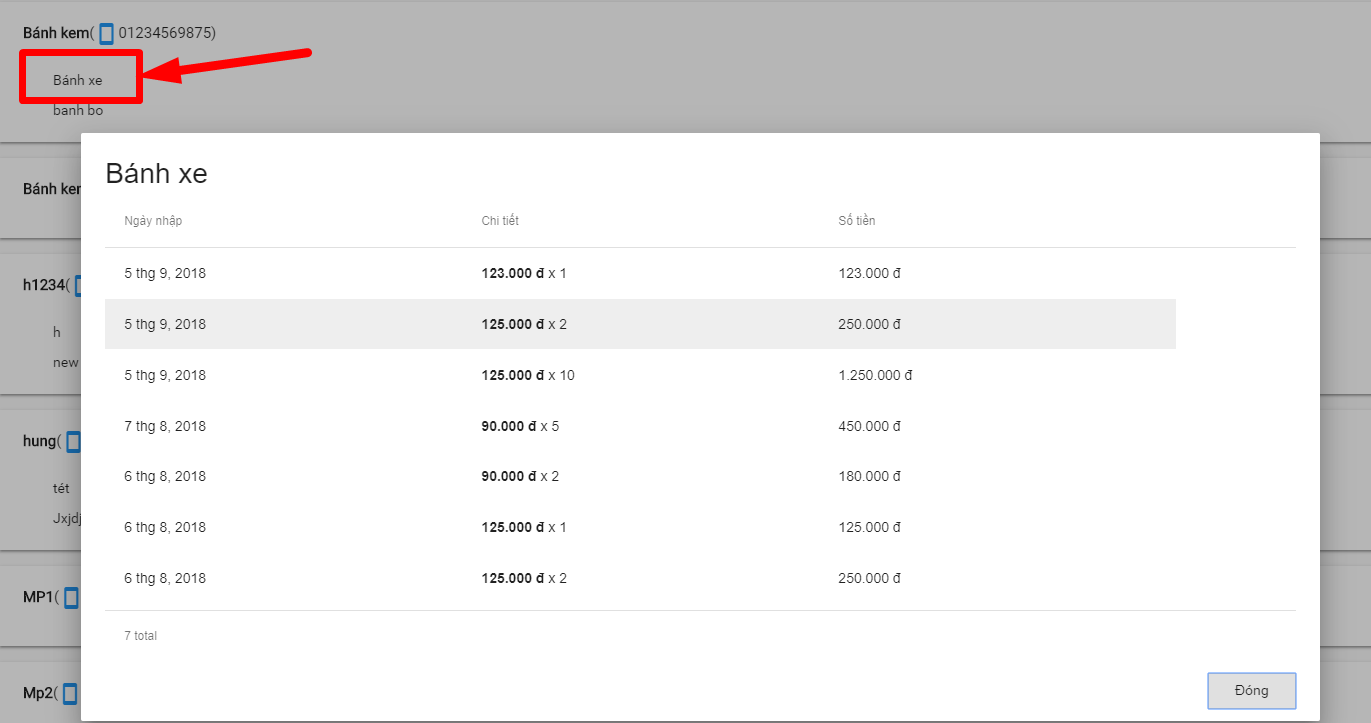 Bánh kem( 01234569875)
Bánh xe
banh bo
Bánh kem
h1234(
h
new
hung(
tét
Jxjdj
MP1(
Mp2(
Bánh xe
Ngày nhập Chi tiết Số tiền
5 thg 9, 2018 123.000 đ x 1 123.000 đ
5 thg 9, 2018 125.000 đ x 2 250.000 đ
5 thg 9, 2018 125.000 đ x 10 1.250.000 đ
7 thg 8, 2018 90.000 đ x 5 450.000 đ
6 thg 8, 2018 90.000 đ x 2 180.000 đ
6 thg 8, 2018 125.000 đ x 1 125.000 đ
6 thg 8, 2018 125.000 đ x 2 250.000 đ
7 total
Đóng